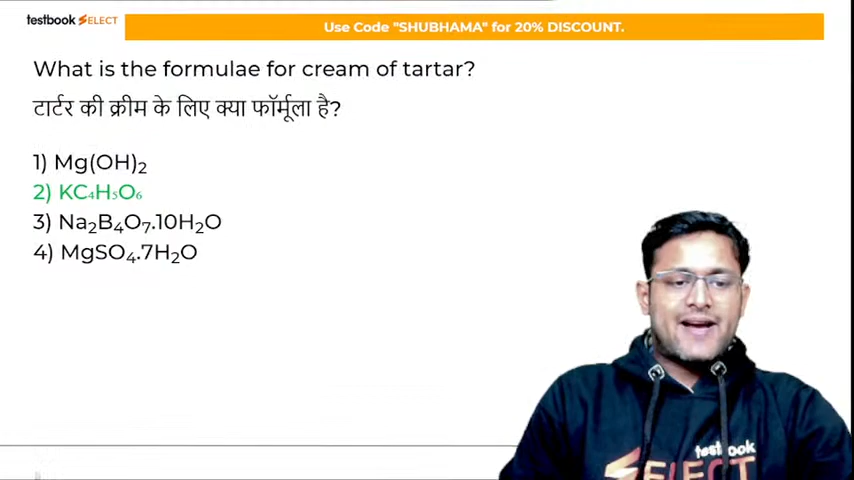 testbook SELECT
Use Code "SHUBHAMA" for 20% DISCOUNT.
What is the formulae for cream of tartar?
टार्टर की क्रीम के लिए क्या फॉर्मूला है?
1) Mg(OH)₂
2) KC₄H₅O₆
3) Na₂B₄O₇.10H₂O
4) MgSO₄.7H₂O
testbook
SELECT